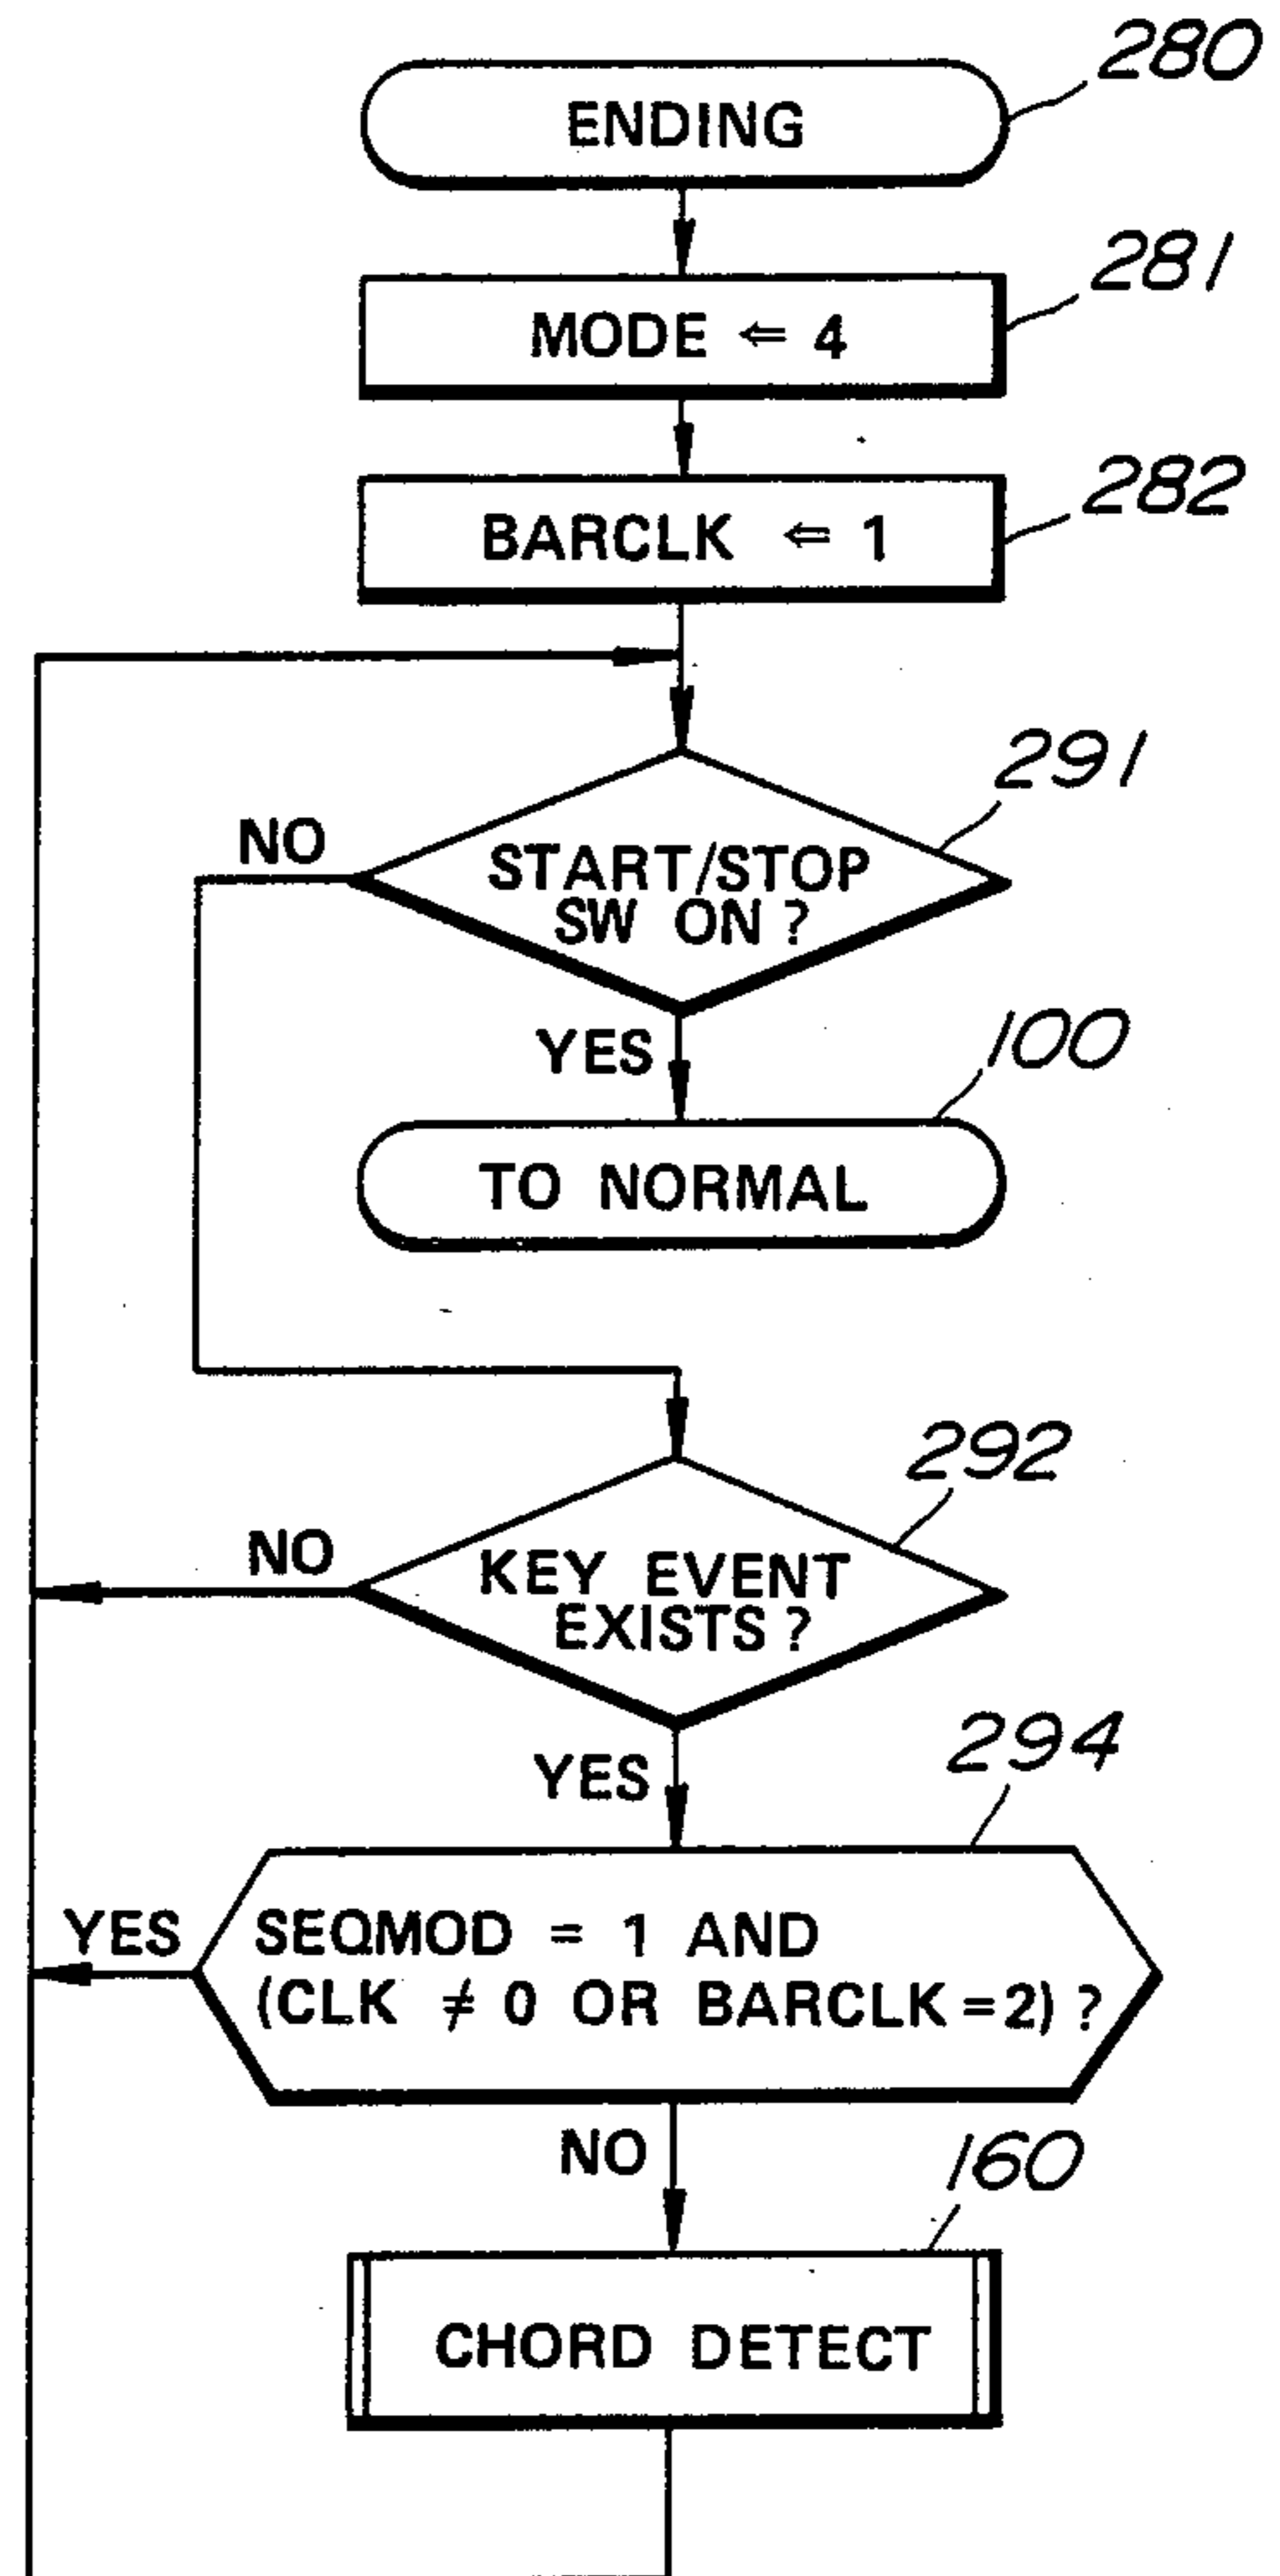 280
ENDING
281
MODE ⇐ 4
282
BARCLK ⇐ 1
291
NO
START/STOP
SW ON ?
YES
100
TO NORMAL
292
NO
KEY EVENT
EXISTS ?
YES
294
YES
SEQMOD = 1 AND
(CLK ≠ 0 OR BARCLK = 2) ?
NO
160
CHORD DETECT